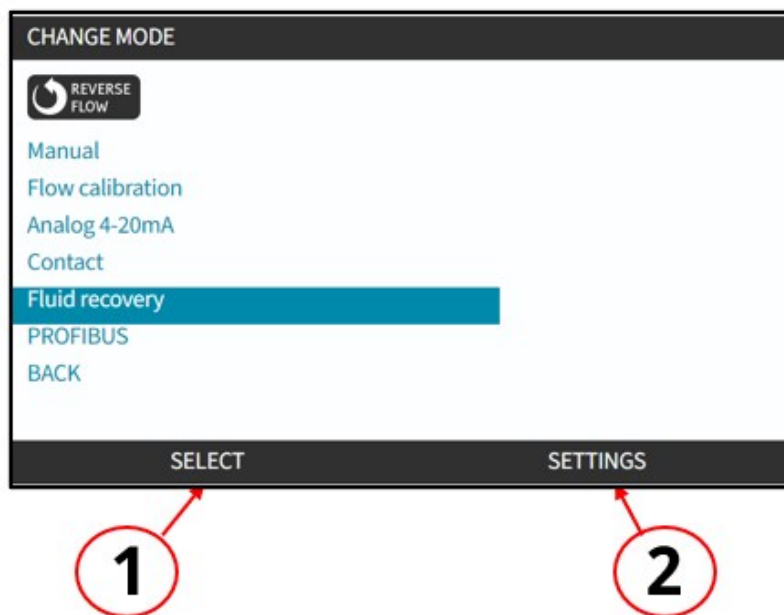 CHANGE MODE
REVERSE
FLOW
Manual
Flow calibration
Analog 4-20mA
Contact
Fluid recovery
PROFIBUS
BACK
SELECT SETTINGS
1 2